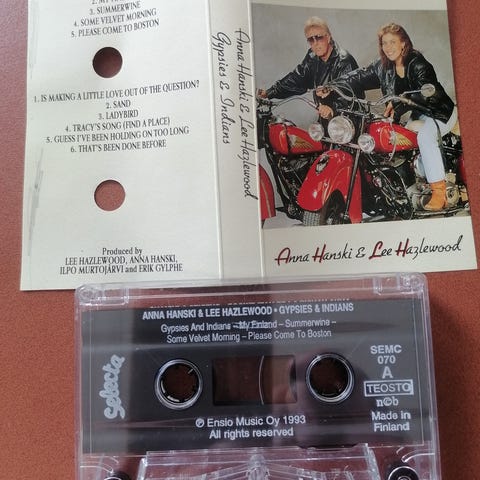 2. MY
3. SUMMERWINE
4. SOME VELVET MORNING
5. PLEASE COME TO BOSTON
1. IS MAKING A LITTLE LOVE OUT OF THE QUESTION?
2. SAND
3. LADYBIRD
4. TRACY'S SONG (FIND A PLACE)
5. GUESS I'VE BEEN HOLDING ON TOO LONG
6. THAT'S BEEN DONE BEFORE
Produced by
LEE HAZLEWOOD, ANNA HANSKI,
ILPO MURTOJÄRVI and ERIK GYLPHE
Anna Hanski & Lee Hazlewood
Gypsies & Indians
Anna Hanski & Lee Hazlewood
ANNA HANSKI & LEE HAZLEWOOD • GYPSIES & INDIANS
Gypsies And Indians – My Finland – Summerwine –
Some Velvet Morning – Please Come To Boston
Selecta
SEMC
070
A
TEOSTO
n©b
Made in
Finland
℗ Ensio Music Oy 1993
All rights reserved